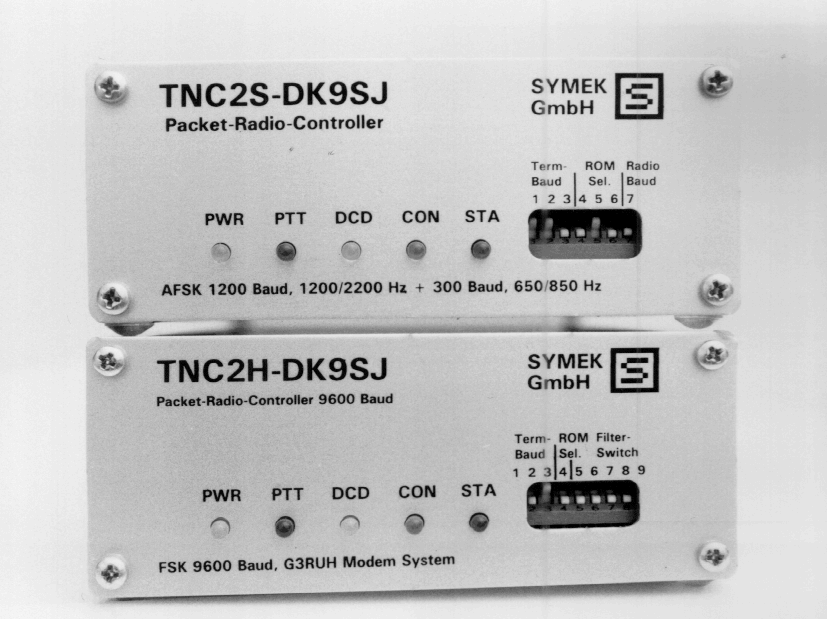 TNC2S-DK9SJ
Packet-Radio-Controller
SYMEK
GmbH
S
Term- ROM Radio
Baud Sel. Baud
1 2 3 4 5 6 7
PWR PTT DCD CON STA
AFSK 1200 Baud, 1200/2200 Hz + 300 Baud, 650/850 Hz
TNC2H-DK9SJ
Packet-Radio-Controller 9600 Baud
SYMEK
GmbH
S
Term- ROM Filter-
Baud Sel. Switch
1 2 3 4 5 6 7 8 9
PWR PTT DCD CON STA
FSK 9600 Baud, G3RUH Modem System